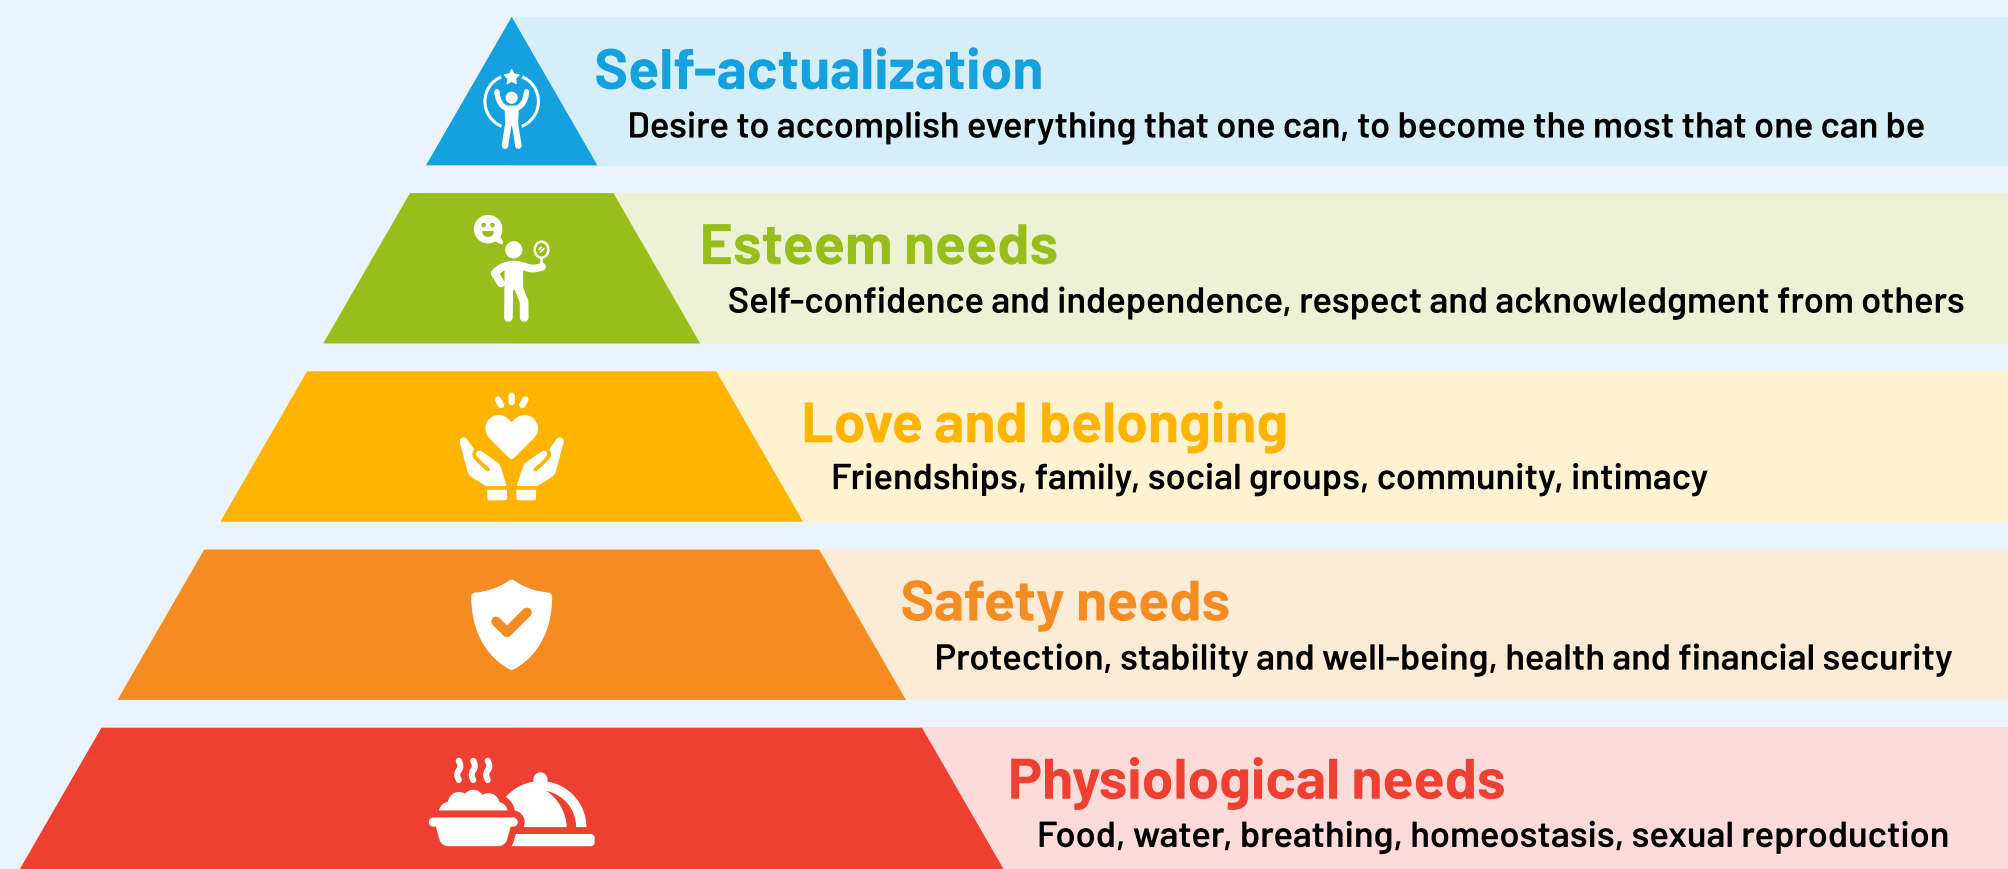 Self-actualization
Desire to accomplish everything that one can, to become the most that one can be
Esteem needs
Self-confidence and independence, respect and acknowledgment from others
Love and belonging
Friendships, family, social groups, community, intimacy
Safety needs
Protection, stability and well-being, health and financial security
Physiological needs
Food, water, breathing, homeostasis, sexual reproduction